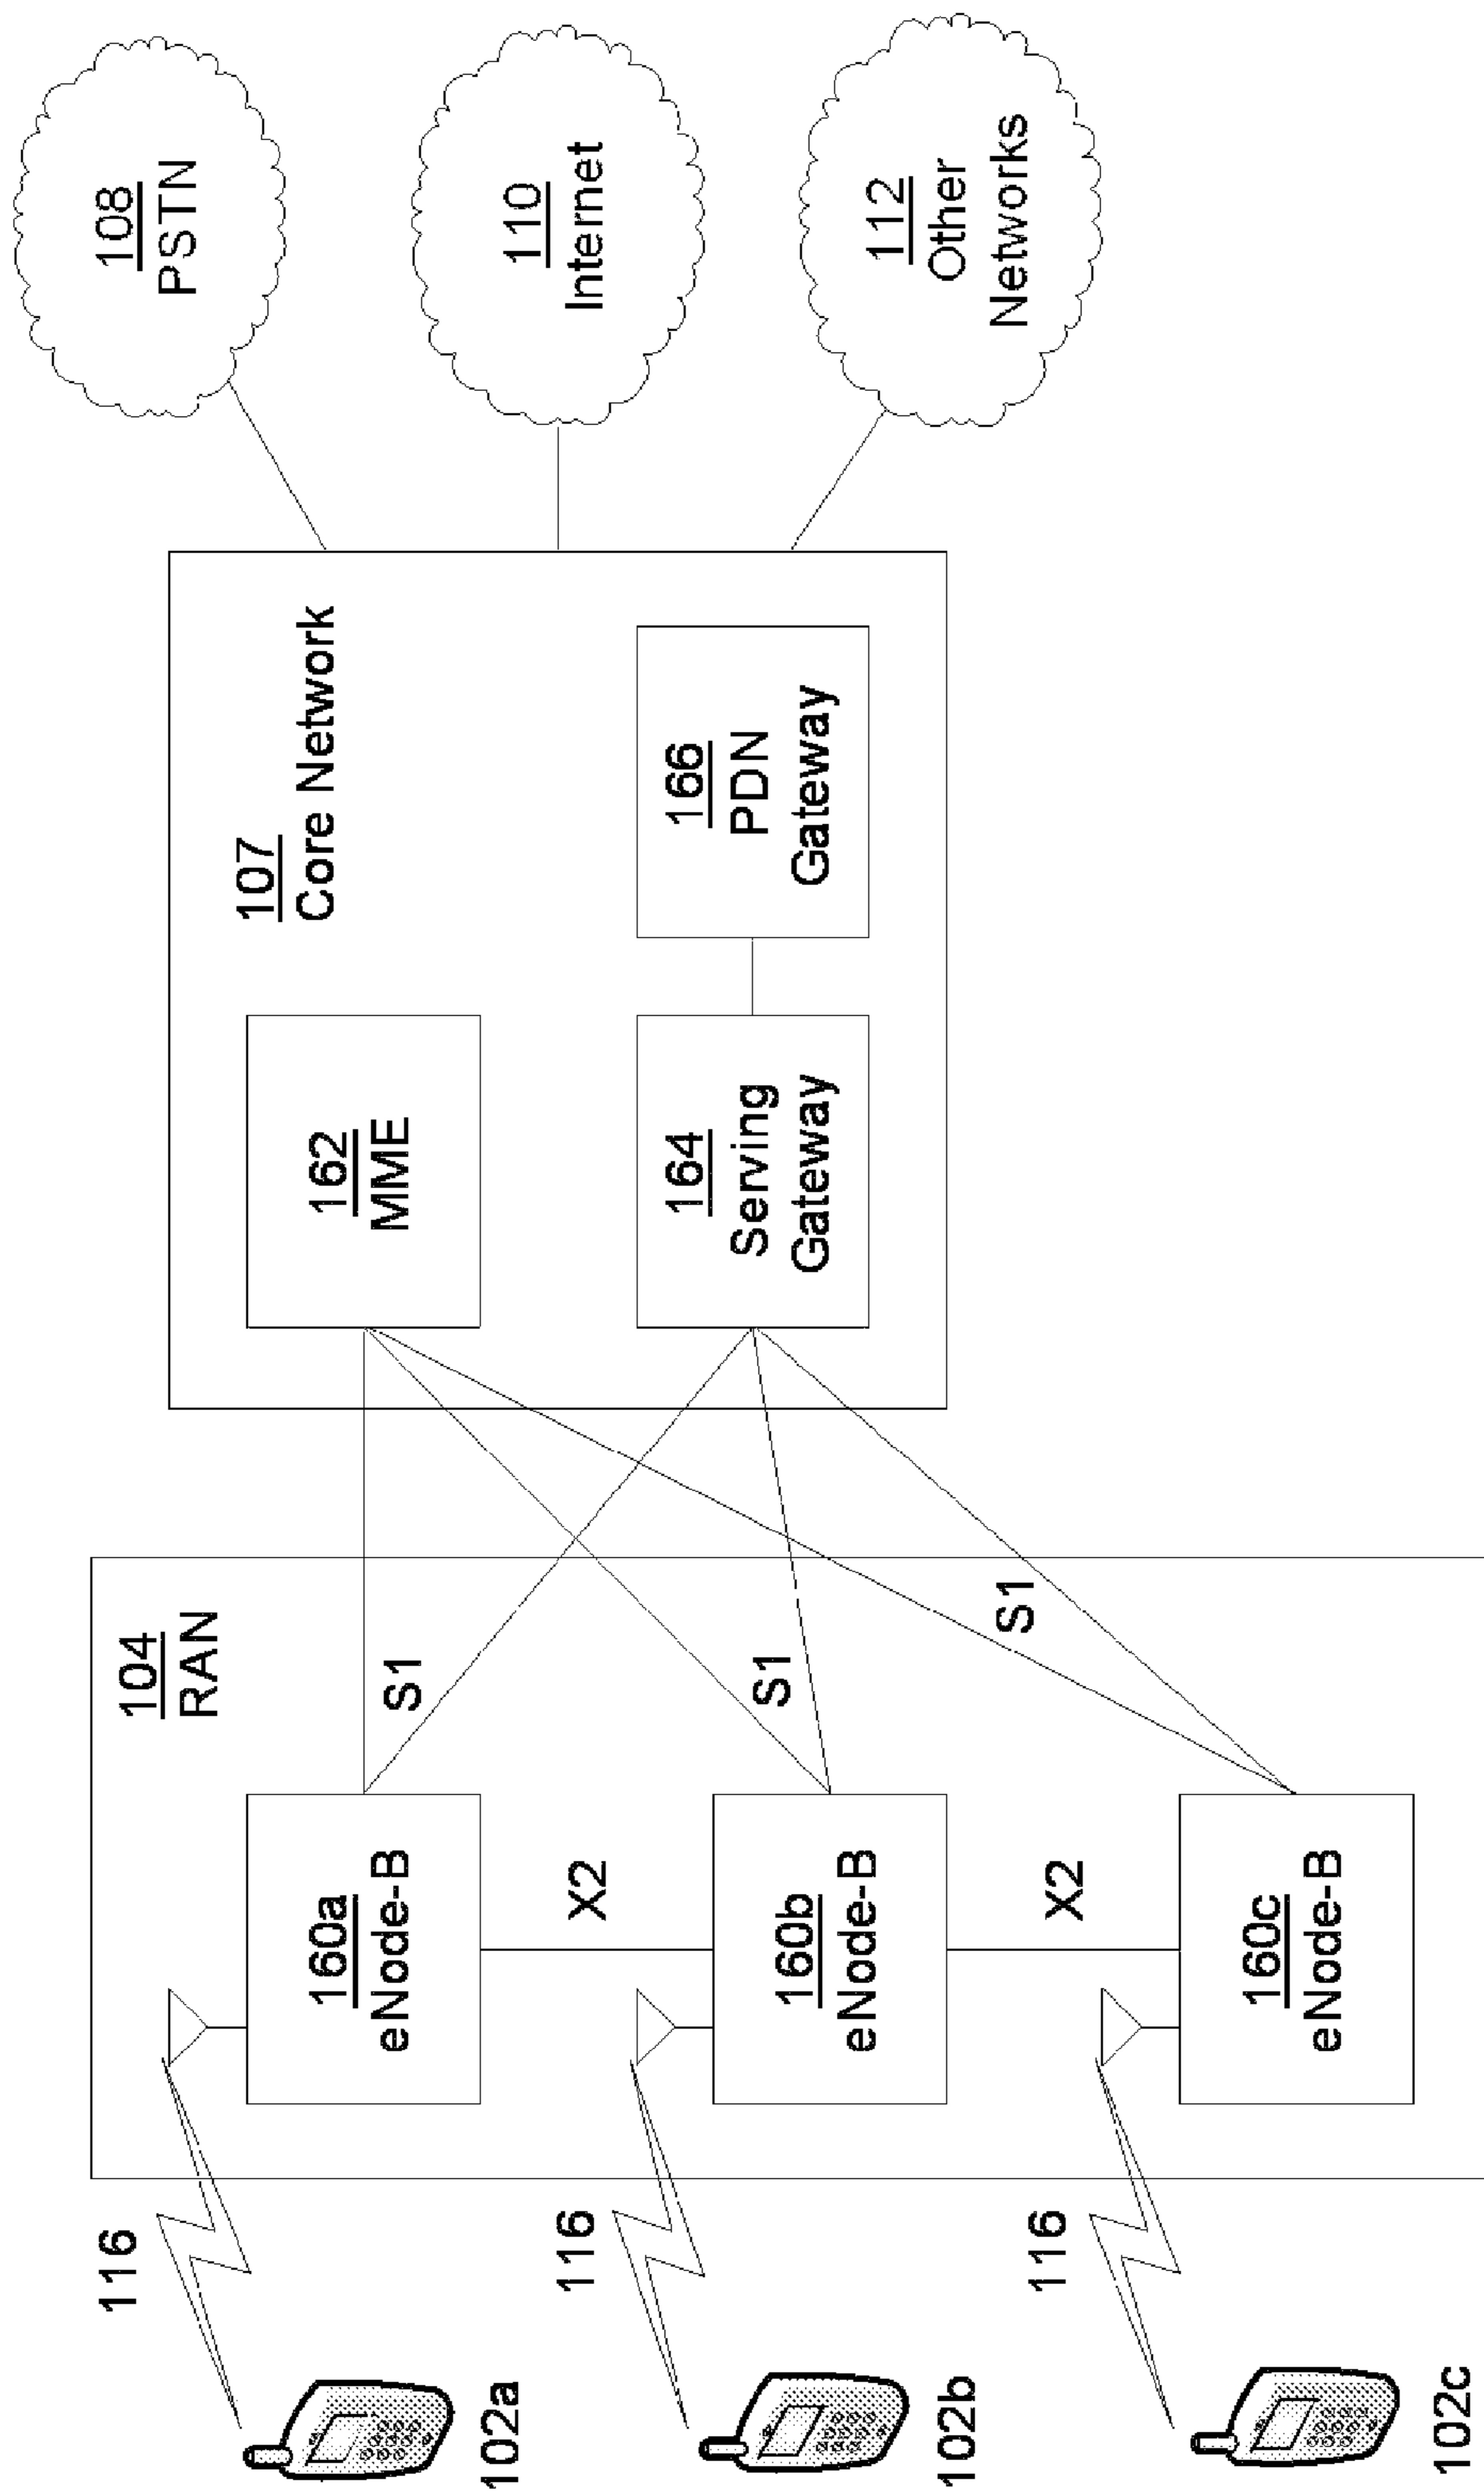 116
102a
116
102b
116
102c
104
RAN
160a
eNode-B
X2
160b
eNode-B
X2
160c
eNode-B
S1
S1
S1
107
Core Network
162
MME
164
Serving
Gateway
166
PDN
Gateway
108
PSTN
110
Internet
112
Other
Networks